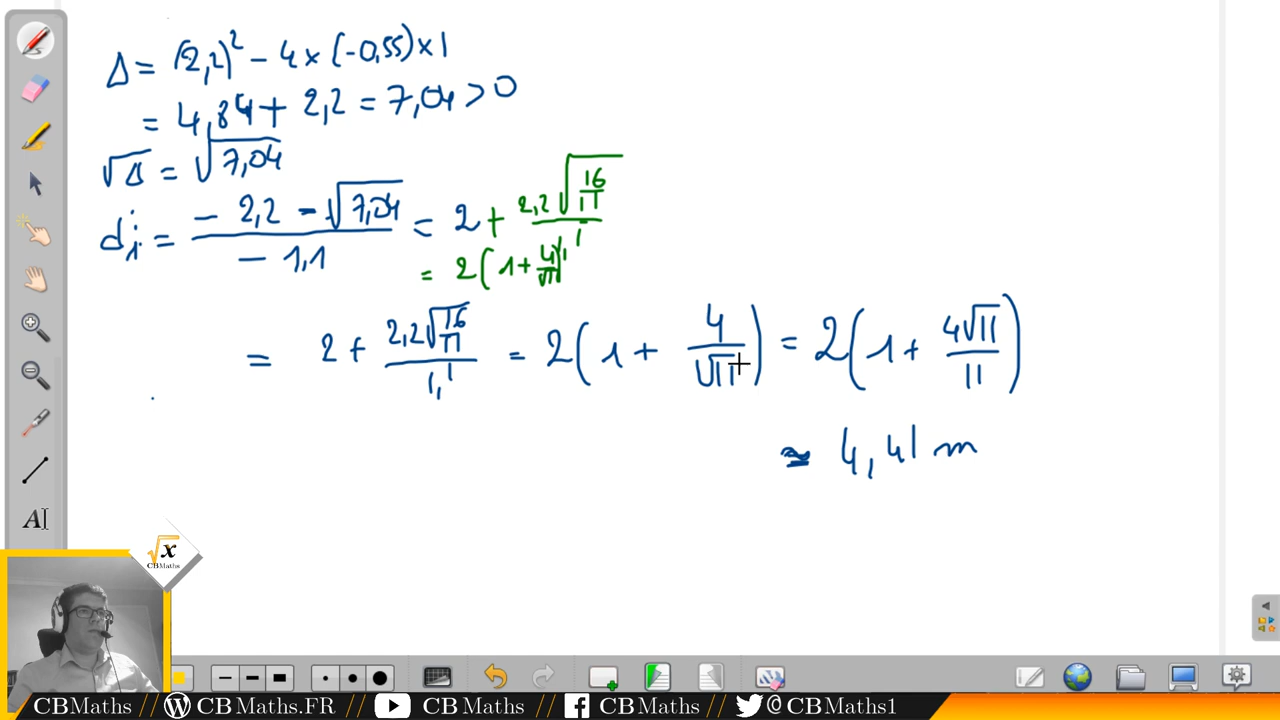 Δ = (2,2)² - 4 × (-0,55) × 1
= 4,84 + 2,2 = 7,04 > 0
√Δ = √7,04
d₁ = (- 2,2 - √7,04) / (- 1,1) = 2 + (2,2√(16/11)) / 1,1
= 2(1 + 4/√11)
= 2 + (2,2√(16/11)) / 1,1 = 2(1 + 4/√11) = 2(1 + 4√11/11)
≃ 4,41 m
AI
√x
CBMaths
CBMaths // CBMaths.FR // CBMaths // CBMaths // @CBMaths1